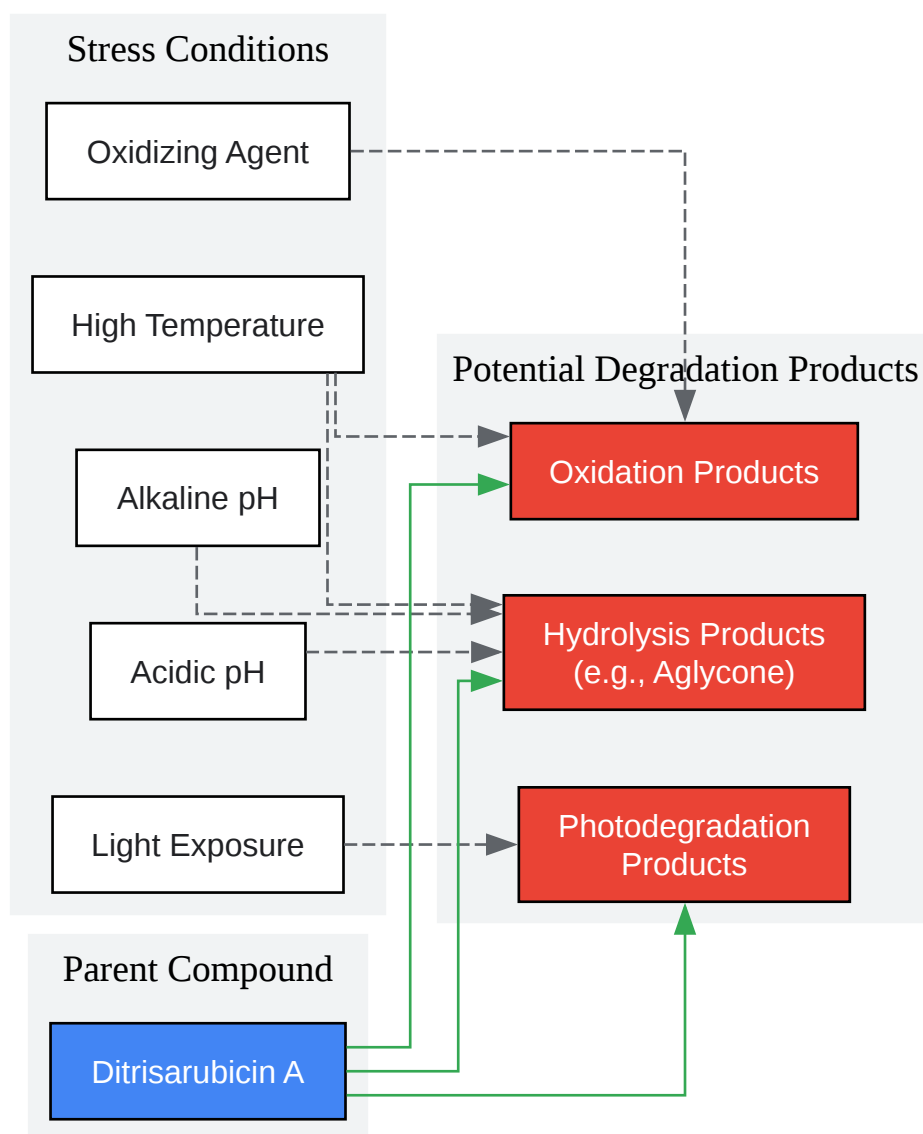 Stress Conditions
Oxidizing Agent
High Temperature
Alkaline pH
Acidic pH
Light Exposure
Potential Degradation Products
Oxidation Products
Hydrolysis Products
(e.g., Aglycone)
Photodegradation
Products
Parent Compound
Ditrisarubicin A